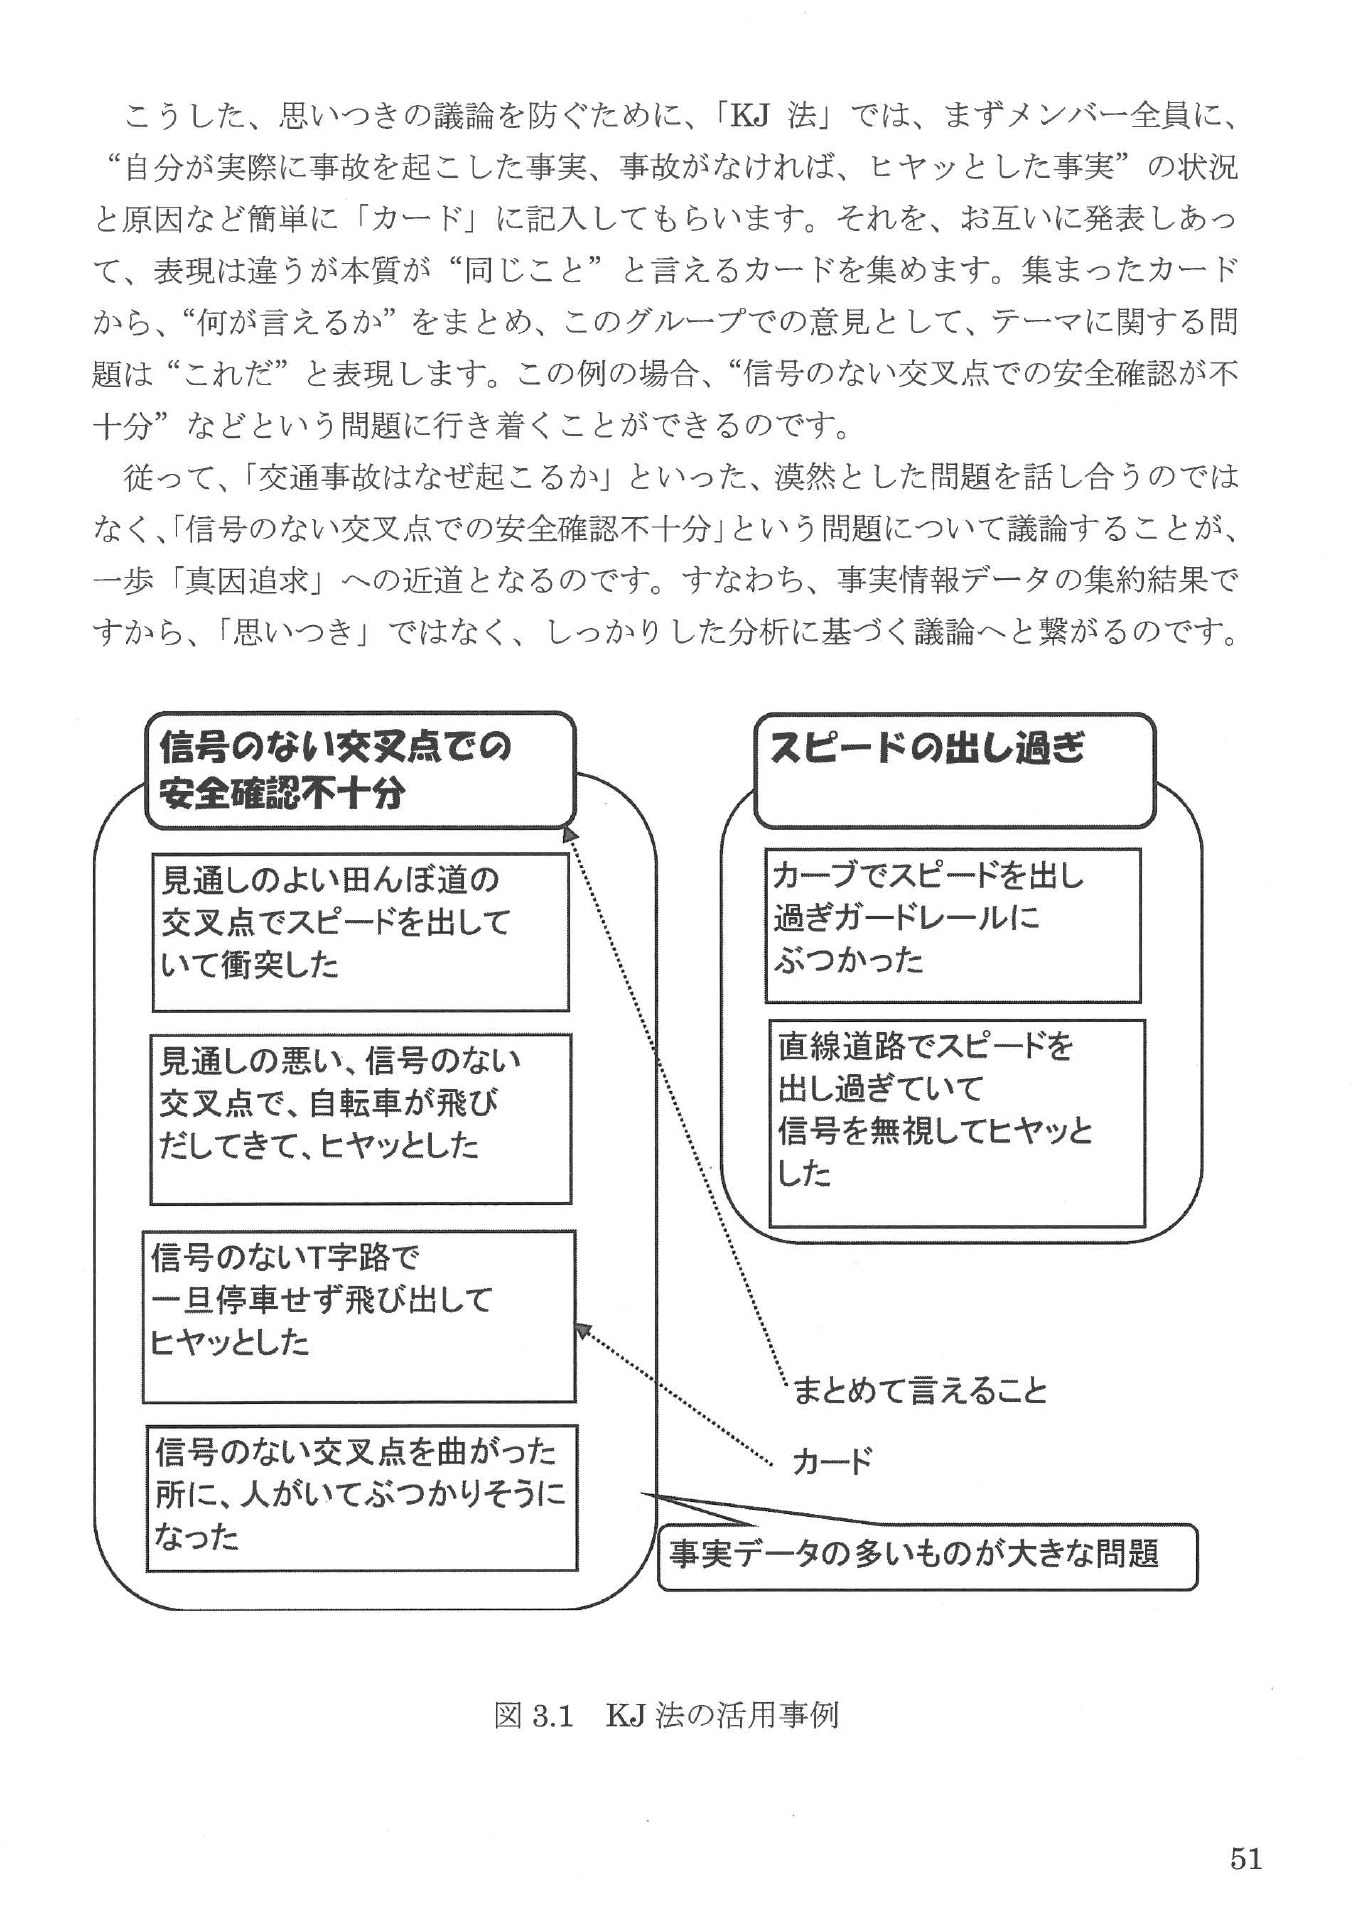 こうした、思いつきの議論を防ぐために、「KJ 法」では、まずメンバー全員に、
“自分が実際に事故を起こした事実、事故がなければ、ヒヤッとした事実” の状況
と原因など簡単に「カード」に記入してもらいます。それを、お互いに発表しあっ
て、表現は違うが本質が “同じこと” と言えるカードを集めます。集まったカード
から、“何が言えるか” をまとめ、このグループでの意見として、テーマに関する問
題は “これだ” と表現します。この例の場合、“信号のない交叉点での安全確認が不
十分” などという問題に行き着くことができるのです。
従って、「交通事故はなぜ起こるか」といった、漠然とした問題を話し合うのでは
なく、「信号のない交叉点での安全確認不十分」という問題について議論することが、
一歩「真因追求」への近道となるのです。すなわち、事実情報データの集約結果で
すから、「思いつき」ではなく、しっかりした分析に基づく議論へと繋がるのです。
信号のない交叉点での
安全確認不十分
見通しのよい田んぼ道の
交叉点でスピードを出して
いて衝突した
見通しの悪い、信号のない
交叉点で、自転車が飛び
だしてきて、ヒヤッとした
信号のないT字路で
一旦停車せず飛び出して
ヒヤッとした
信号のない交叉点を曲がった
所に、人がいてぶつかりそうに
なった
スピードの出し過ぎ
カーブでスピードを出し
過ぎガードレールに
ぶつかった
直線道路でスピードを
出し過ぎていて
信号を無視してヒヤッと
した
まとめて言えること
カード
事実データの多いものが大きな問題
図 3.1　KJ 法の活用事例
51